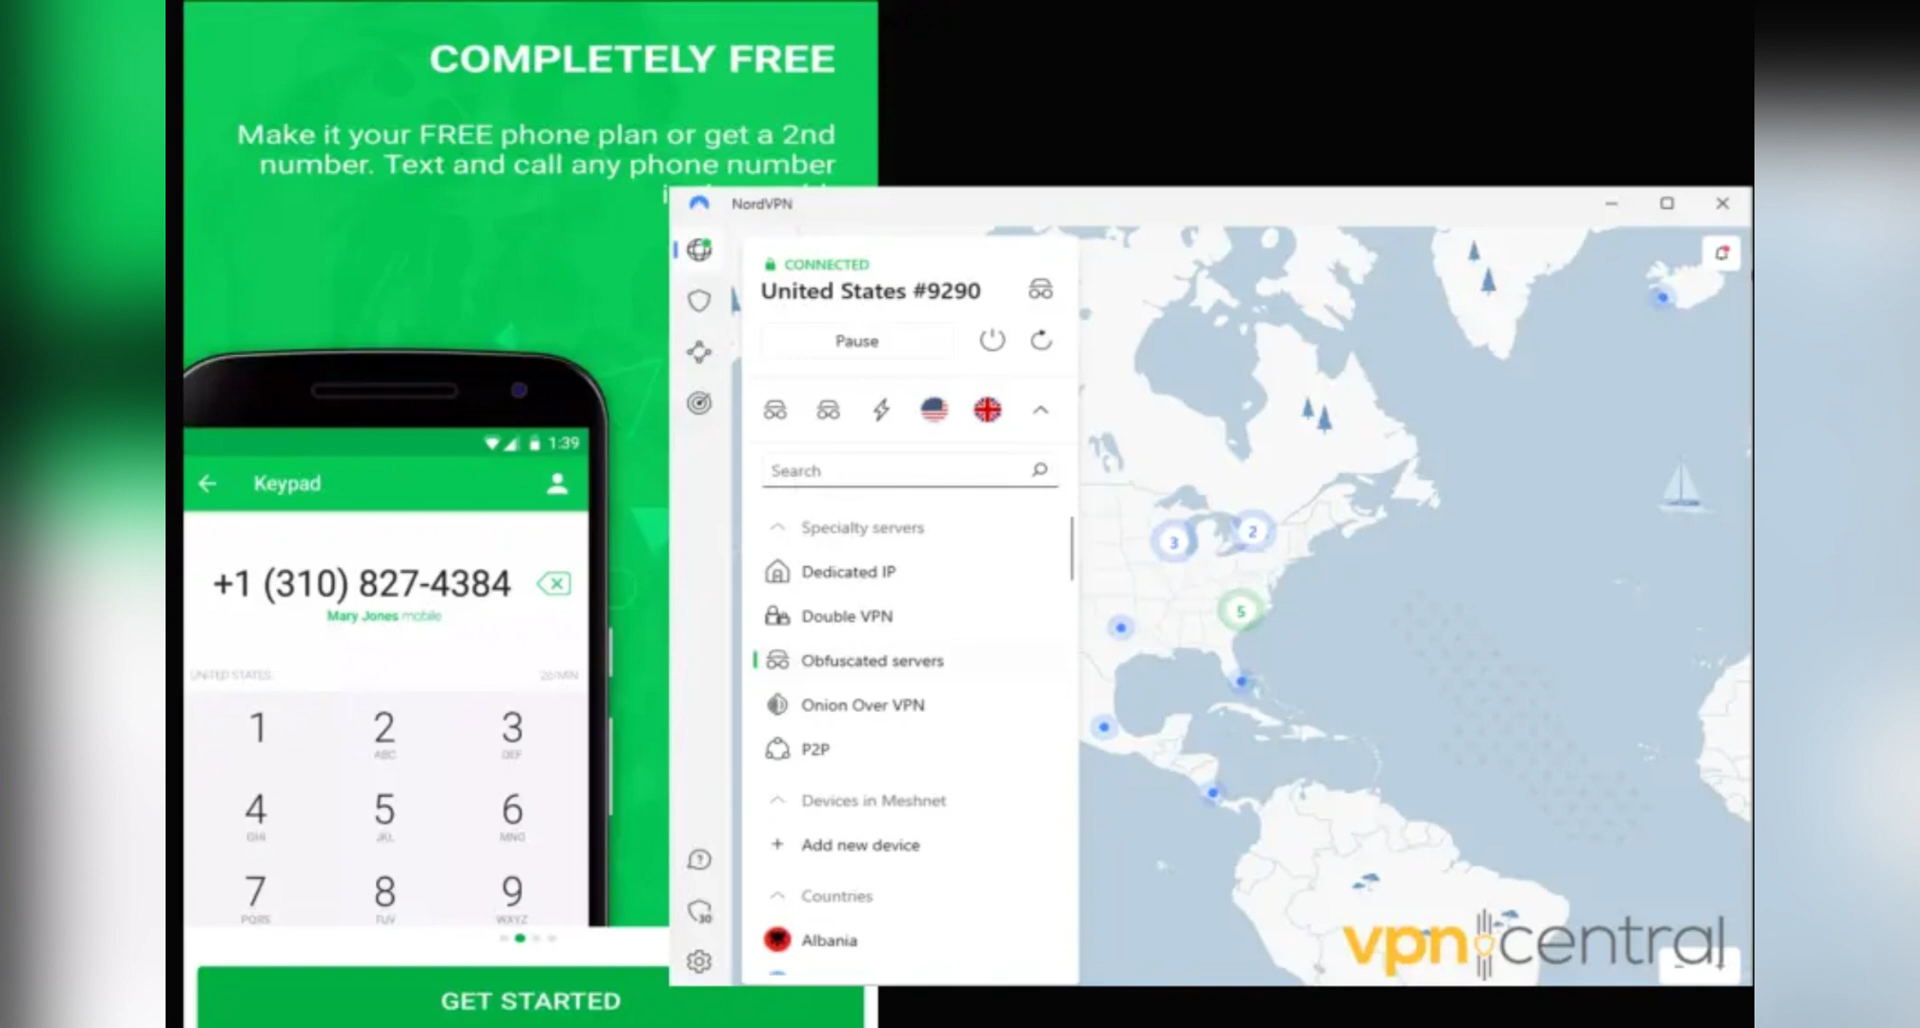 COMPLETELY FREE
Make it your FREE phone plan or get a 2nd
number. Text and call any phone number
1:39
Keypad
+1 (310) 827-4384
Mary Jones mobile
UNITED STATES
1
2
3
ABC
DEF
4
5
6
GHI
JKL
MNO
7
8
9
PQRS
TUV
WXYZ
GET STARTED
NordVPN
CONNECTED
United States #9290
Pause
Search
Specialty servers
Dedicated IP
Double VPN
Obfuscated servers
Onion Over VPN
P2P
Devices in Meshnet
+ Add new device
Countries
Albania
30
3
2
5
vpncentral